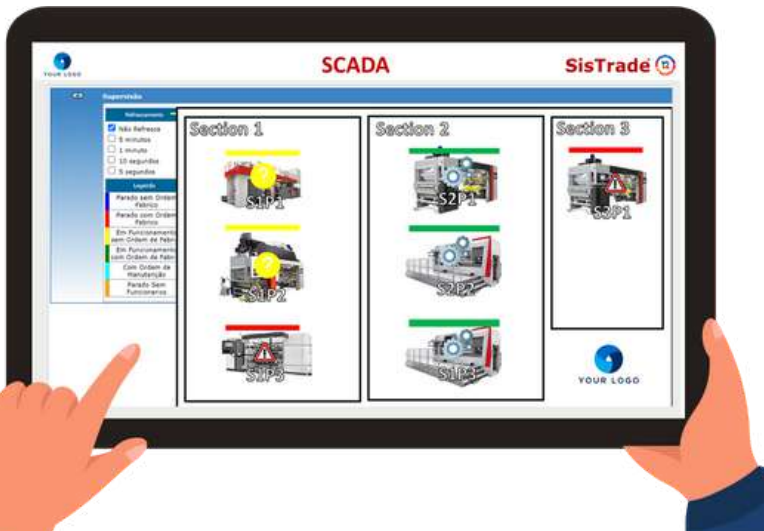 YOUR LOGO
SCADA
SisTrade 12
Supervisão
Refrescamento
Não Refresca
5 minutos
1 minuto
10 segundos
5 segundos
Legenda
Parado sem Ordem
Fabrico
Parado com Ordem
Fabrico
Em Funcionamento
sem Ordem de Fabrico
Em Funcionamento
com Ordem de Fabrico
Com Ordem de
Manutenção
Parado Sem
Funcionarios
Section 1
S1P1
S1P2
S1P3
Section 2
S2P1
S2P2
S1P3
Section 3
S3P1
YOUR LOGO